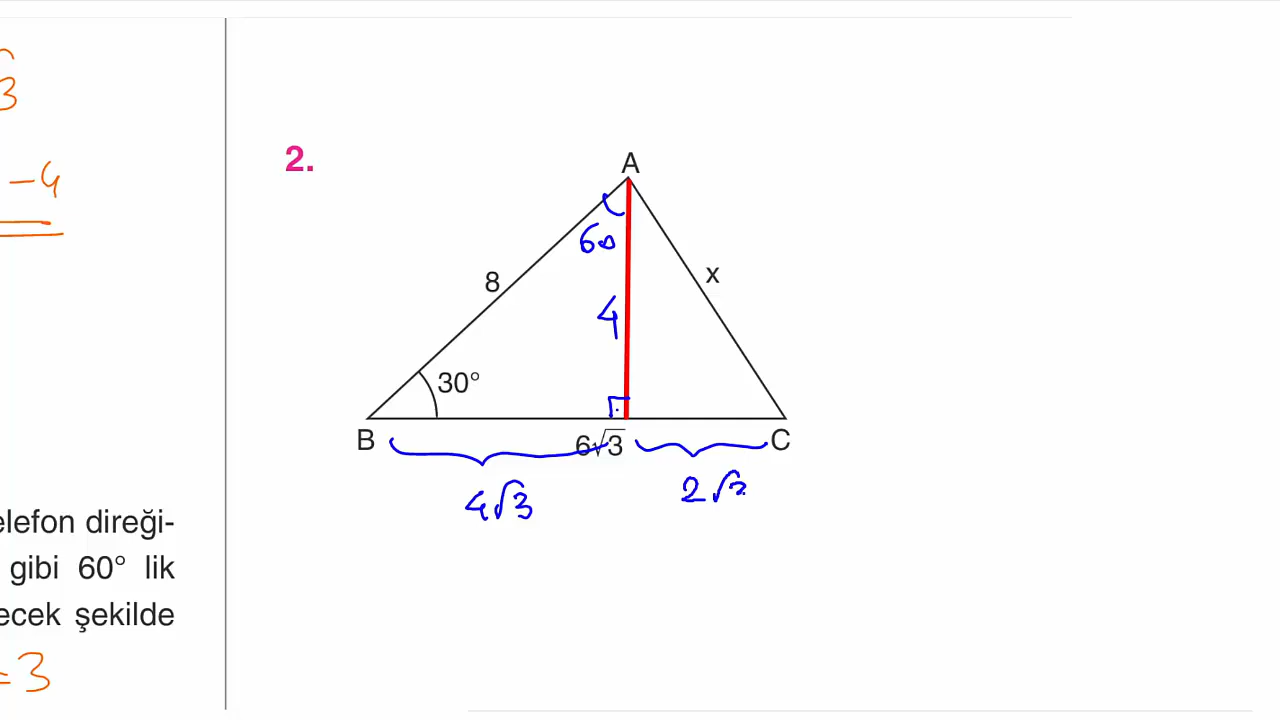 3
-4
elefon direği-
gibi 60° lik
ecek şekilde
= 3
2.
A
60
8
x
4
30°
B
6√3
C
4√3
2√3